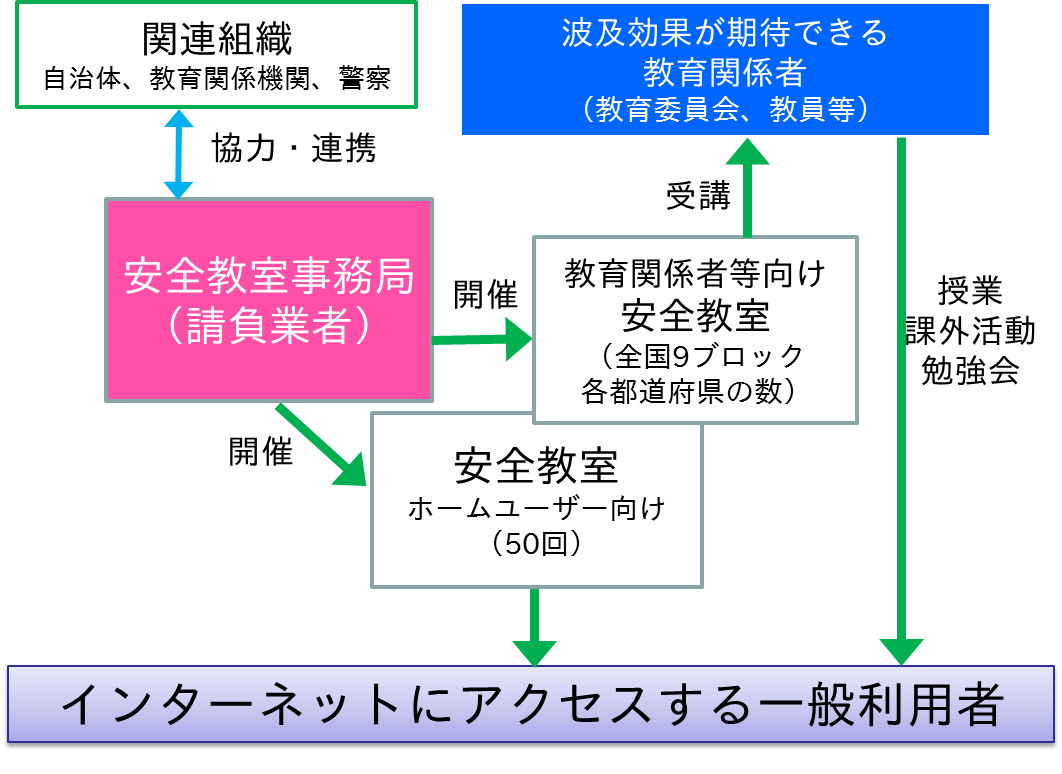 関連組織
自治体、教育関係機関、警察
波及効果が期待できる
教育関係者
（教育委員会、教員等）
協力・連携
受講
安全教室事務局
（請負業者）
開催
教育関係者等向け
安全教室
（全国9ブロック
各都道府県の数）
授業
課外活動
勉強会
開催
安全教室
ホームユーザー向け
（50回）
インターネットにアクセスする一般利用者